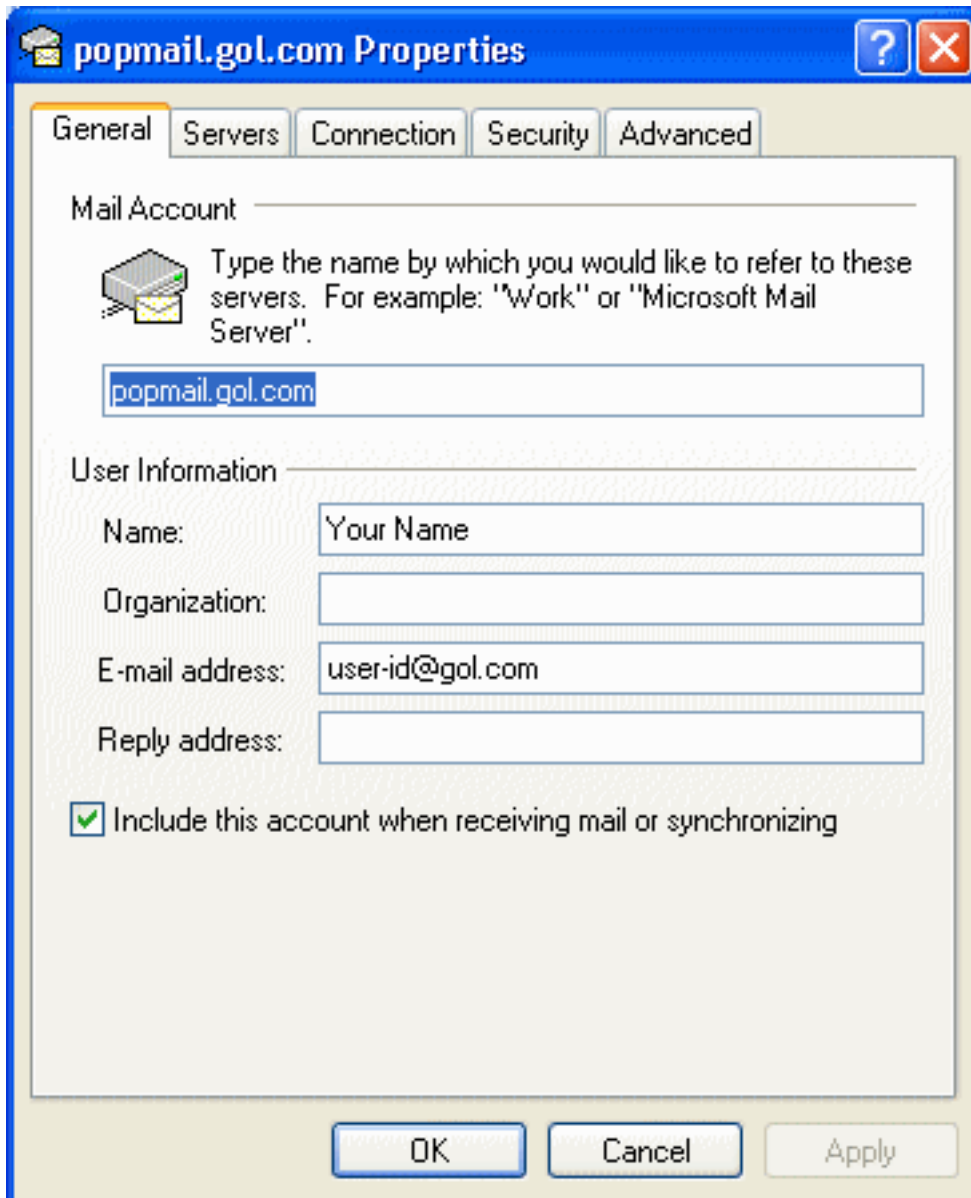 popmail.gol.com Properties
?
General Servers Connection Security Advanced
Mail Account
Type the name by which you would like to refer to these
servers. For example: "Work" or "Microsoft Mail
Server".
popmail.gol.com
User Information
Name: Your Name
Organization:
E-mail address: user-id@gol.com
Reply address:
Include this account when receiving mail or synchronizing
OK Cancel Apply